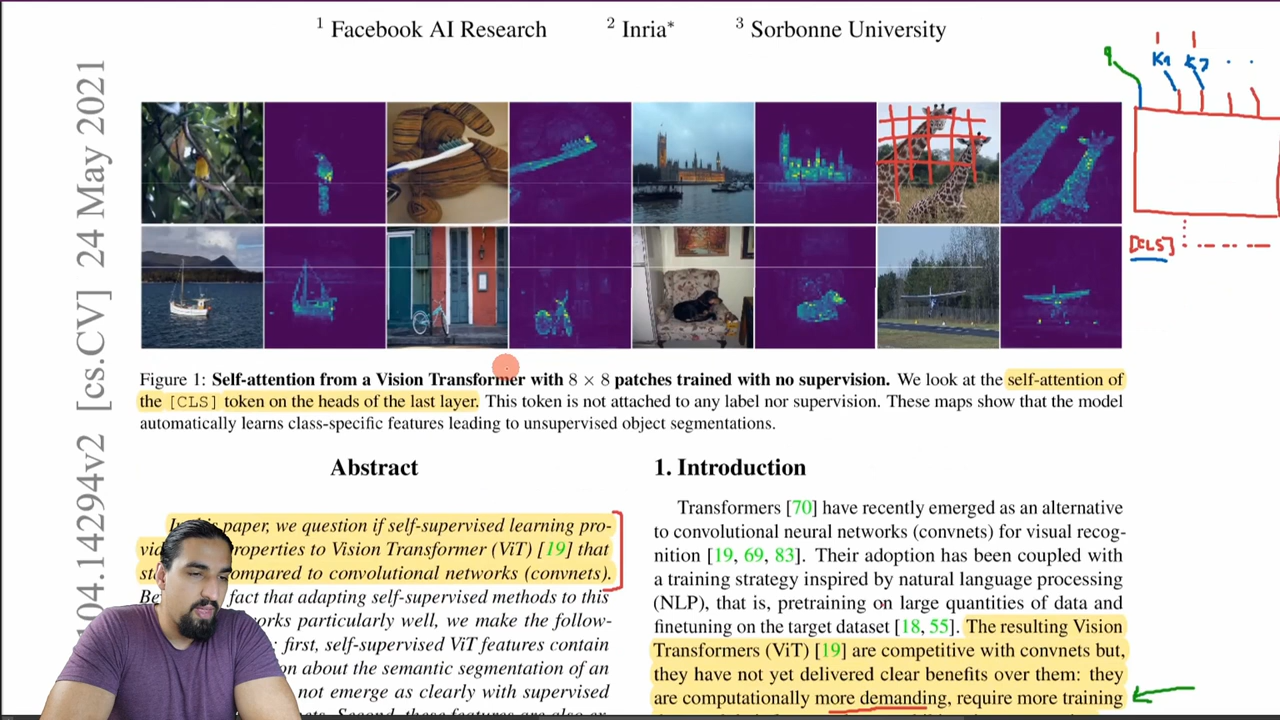 1 Facebook AI Research 2 Inria* 3 Sorbonne University
104.14294v2 [cs.CV] 24 May 2021
q K1 K2 . .
[CLS]
Figure 1: Self-attention from a Vision Transformer with 8 × 8 patches trained with no supervision. We look at the self-attention of
the [CLS] token on the heads of the last layer. This token is not attached to any label nor supervision. These maps show that the model
automatically learns class-specific features leading to unsupervised object segmentations.
Abstract
paper, we question if self-supervised learning pro-
roperties to Vision Transformer (ViT) [19] that
ompared to convolutional networks (convnets).
fact that adapting self-supervised methods to this
orks particularly well, we make the follow-
: first, self-supervised ViT features contain
on about the semantic segmentation of an
not emerge as clearly with supervised
1. Introduction
Transformers [70] have recently emerged as an alternative
to convolutional neural networks (convnets) for visual recog-
nition [19, 69, 83]. Their adoption has been coupled with
a training strategy inspired by natural language processing
(NLP), that is, pretraining on large quantities of data and
finetuning on the target dataset [18, 55]. The resulting Vision
Transformers (ViT) [19] are competitive with convnets but,
they have not yet delivered clear benefits over them: they
are computationally more demanding, require more training